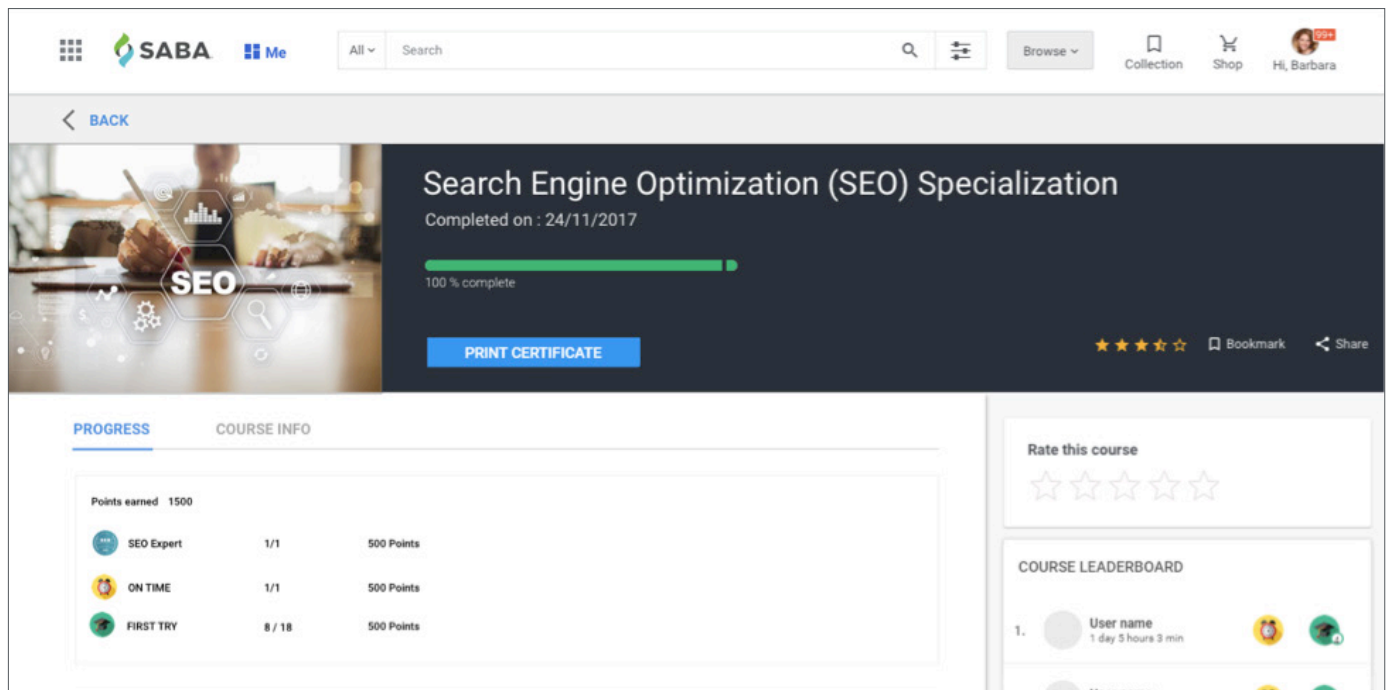 SABA
Me
All
Search
Browse
Collection
Shop
99+
Hi, Barbara
BACK
SEO
Search Engine Optimization (SEO) Specialization
Completed on : 24/11/2017
100 % complete
PRINT CERTIFICATE
Bookmark
Share
PROGRESS
COURSE INFO
Points earned 1500
SEO Expert 1/1 500 Points
ON TIME 1/1 500 Points
FIRST TRY 8 / 18 500 Points
Rate this course
COURSE LEADERBOARD
1.
User name
1 day 5 hours 3 min